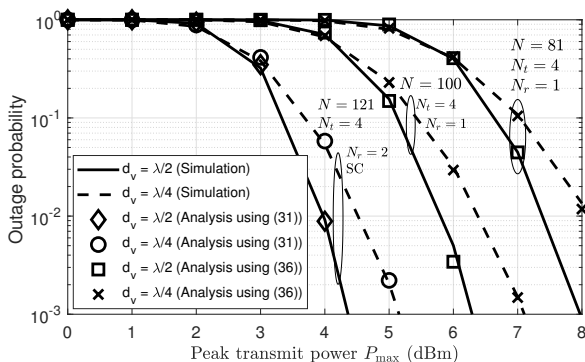 10^0
10^-1
10^-2
10^-3
Outage probability
N = 81
N_t = 4
N_r = 1
N = 100
N_t = 4
N_r = 1
N = 121
N_t = 4
N_r = 2
SC
d_v = λ/2 (Simulation)
d_v = λ/4 (Simulation)
d_v = λ/2 (Analysis using (31))
d_v = λ/4 (Analysis using (31))
d_v = λ/2 (Analysis using (36))
d_v = λ/4 (Analysis using (36))
0 1 2 3 4 5 6 7 8
Peak transmit power P_max (dBm)